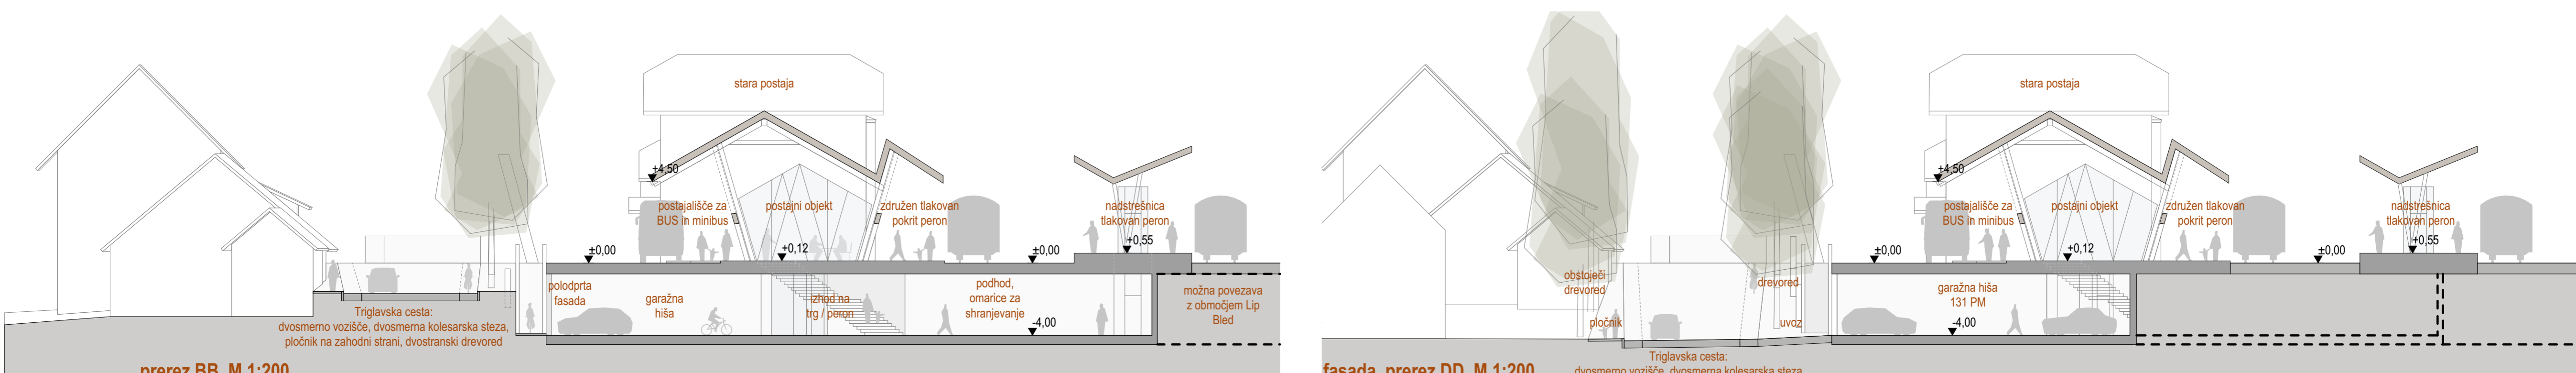 stara postaja
+4,50
postajališče za
BUS in minibus
postajni objekt
združen tlakovan
pokrit peron
nadstrešnica
tlakovan peron
±0,00
+0,12
±0,00
+0,55
polodprta
fasada
garažna
hiša
izhod na
trg / peron
podhod,
omarice za
shranjevanje
-4,00
možna povezava
z območjem Lip
Bled
Triglavska cesta:
dvosmerno vozišče, dvosmerna kolesarska steza,
pločnik na zahodni strani, dvostranski drevored
prerez BB, M 1:200
stara postaja
+4,50
postajališče za
BUS in minibus
postajni objekt
združen tlakovan
pokrit peron
nadstrešnica
tlakovan peron
±0,00
+0,12
±0,00
+0,55
obstoječi
drevored
drevored
pločnik
uvoz
garažna hiša
131 PM
-4,00
Triglavska cesta:
dvosmerno vozišče, dvosmerna kolesarska steza
fasada, prerez DD, M 1:200